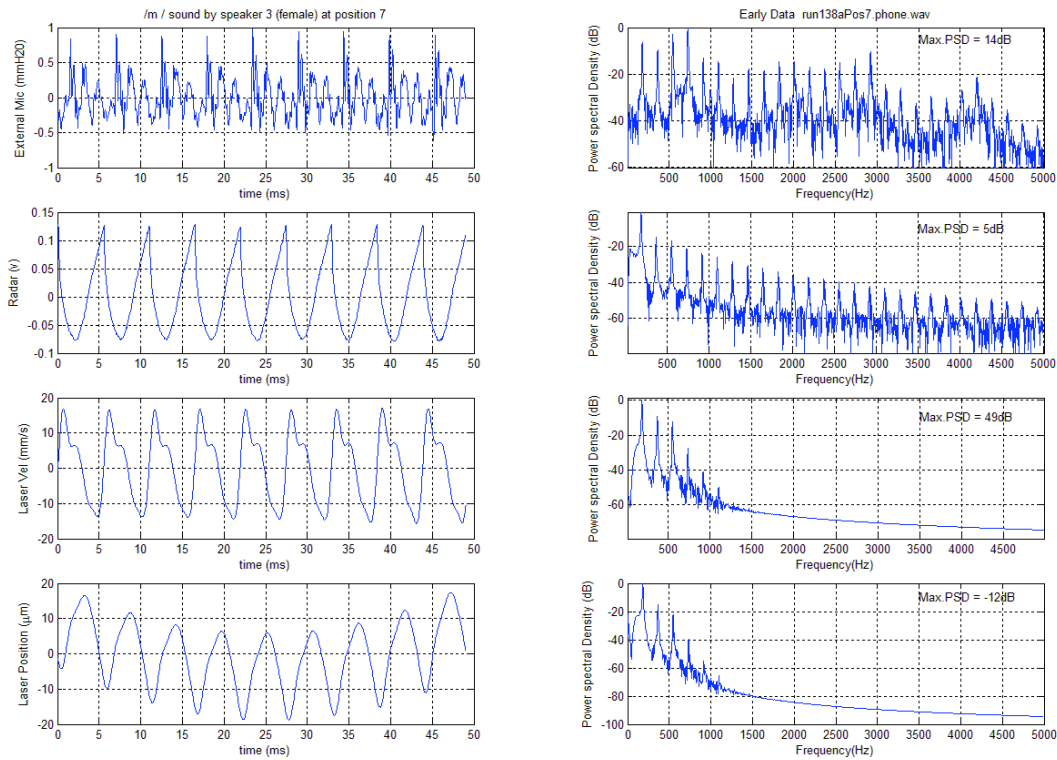 /m / sound by speaker 3 (female) at position 7
External Mic (mmH20)
1
0.5
0
-0.5
-1
0 5 10 15 20 25 30 35 40 45 50
time (ms)
Early Data run138aPos7.phone.wav
Power spectral Density (dB)
Max.PSD = 14dB
0
-20
-40
-60
500 1000 1500 2000 2500 3000 3500 4000 4500 5000
Frequency(Hz)
Radar (v)
0.15
0.1
0.05
0
-0.05
-0.1
0 5 10 15 20 25 30 35 40 45 50
time (ms)
Power spectral Density (dB)
Max.PSD = 5dB
-20
-40
-60
500 1000 1500 2000 2500 3000 3500 4000 4500 5000
Frequency(Hz)
Laser Vel (mm/s)
20
10
0
-10
-20
0 5 10 15 20 25 30 35 40 45 50
time (ms)
Power spectral Density (dB)
Max.PSD = 49dB
0
-20
-40
-60
500 1000 1500 2000 2500 3000 3500 4000 4500
Frequency(Hz)
Laser Position (μm)
20
10
0
-10
-20
0 5 10 15 20 25 30 35 40 45 50
time (ms)
Power spectral Density (dB)
Max.PSD = -12dB
0
-20
-40
-60
-80
-100
0 500 1000 1500 2000 2500 3000 3500 4000 4500 5000
Frequency(Hz)